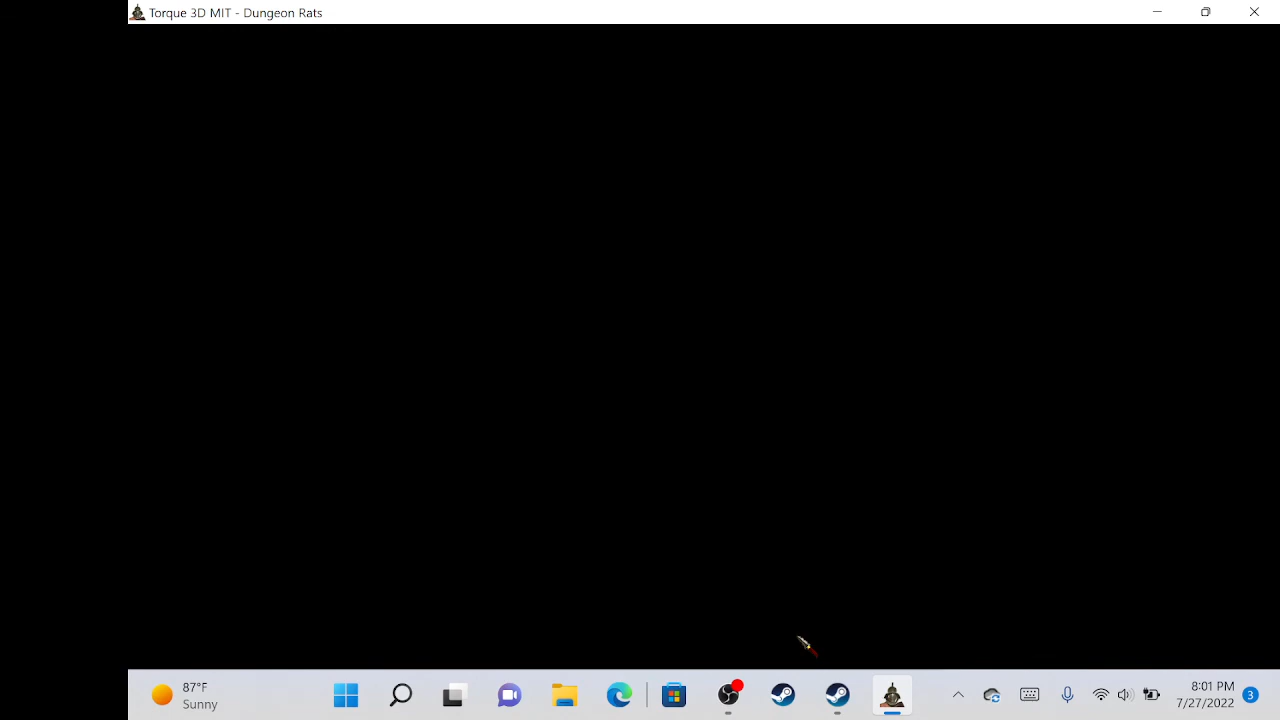 Torque 3D MIT - Dungeon Rats
87°F
Sunny
8:01 PM
7/27/2022
3